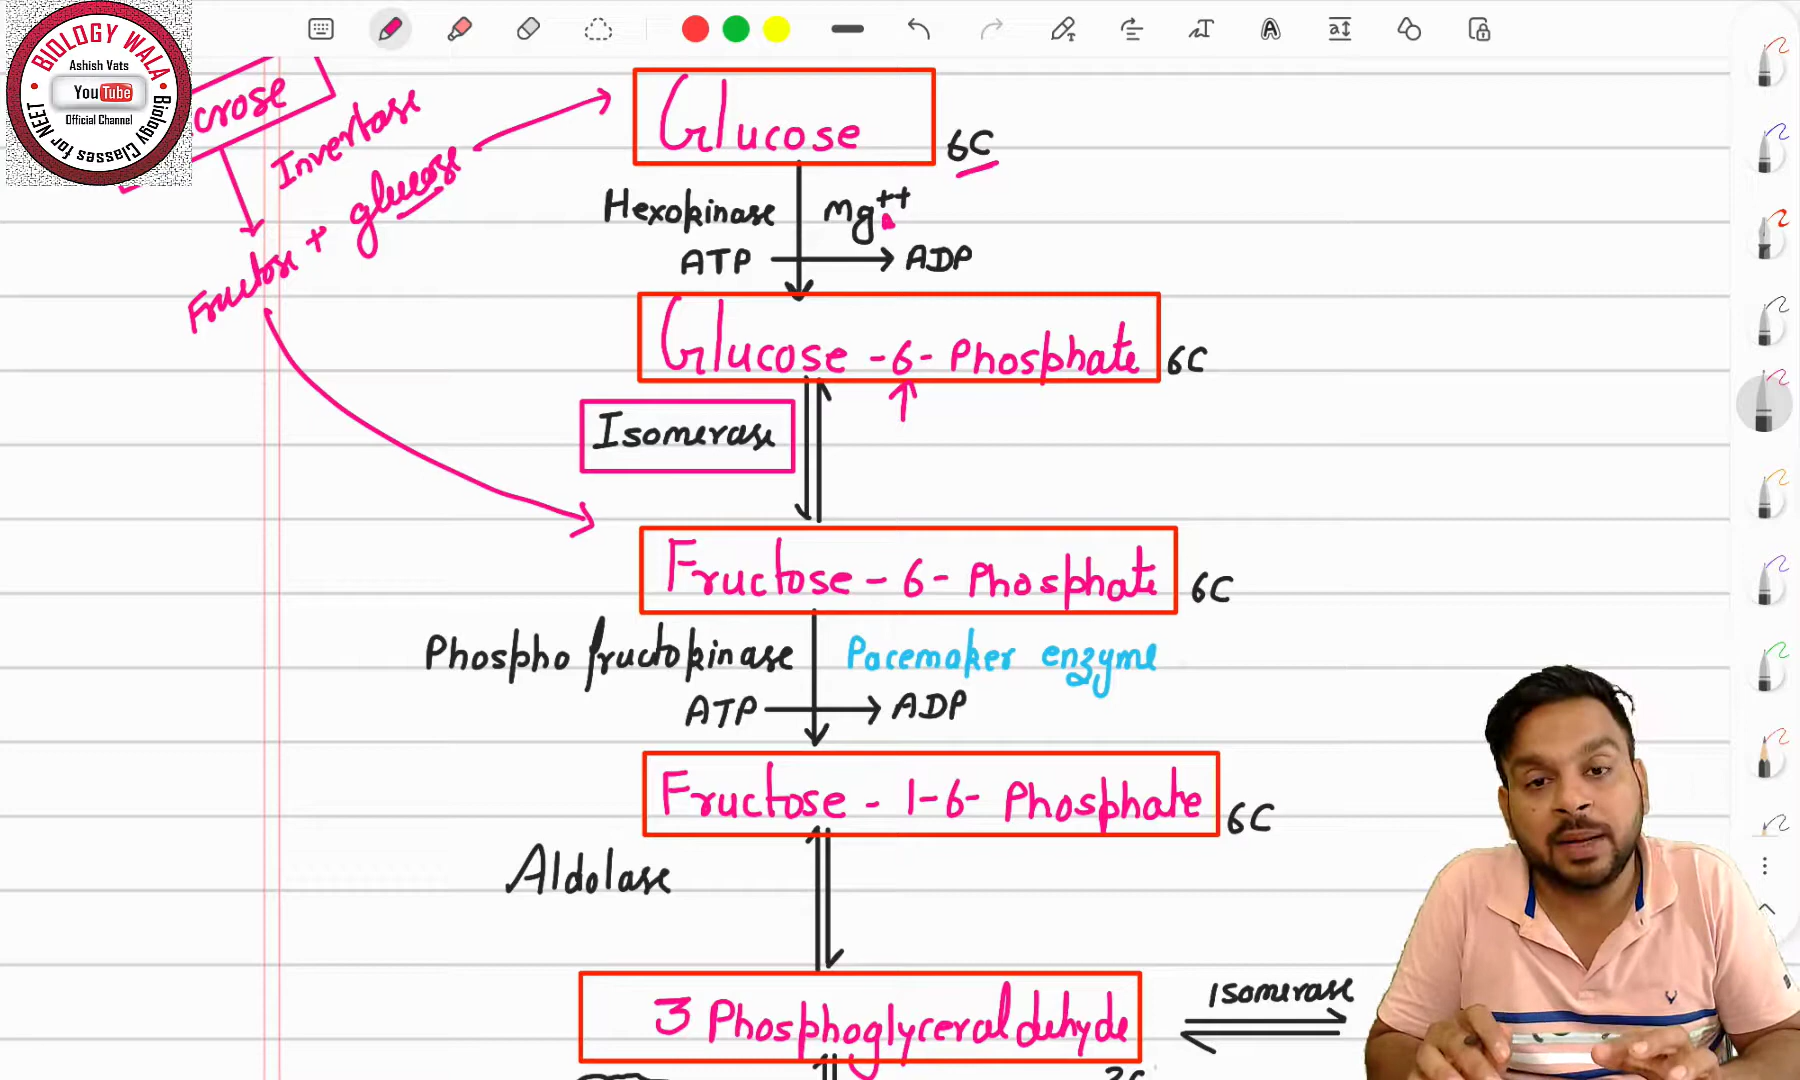 BIOLOGY WALA
Ashish Vats
YouTube
Official Channel
Biology Classes for NEET
crose
Invertase
Fructose + glucose
Glucose
6C
Hexokinase Mg++
ATP ADP
Glucose - 6 - Phosphate 6C
Isomerase
Fructose - 6 - Phosphate 6C
Phospho fructokinase Pacemaker enzyme
ATP ADP
Fructose - 1-6- Phosphate 6C
Aldolase
3 Phosphoglyceraldehyde
Isomerase